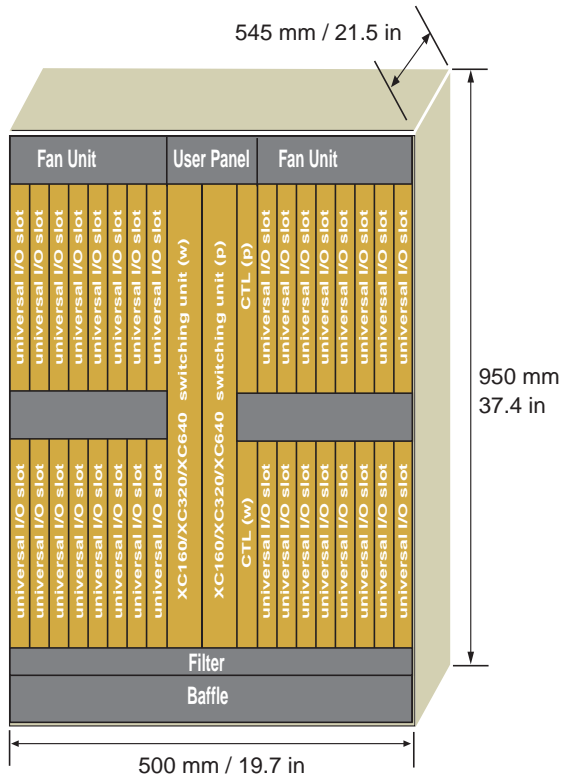 545 mm / 21.5 in
Fan Unit
User Panel
Fan Unit
universal I/O slot
universal I/O slot
universal I/O slot
universal I/O slot
universal I/O slot
universal I/O slot
universal I/O slot
universal I/O slot
XC160/XC320/XC640 switching unit (w)
XC160/XC320/XC640 switching unit (p)
CTL (p)
universal I/O slot
universal I/O slot
universal I/O slot
universal I/O slot
universal I/O slot
universal I/O slot
universal I/O slot
universal I/O slot
950 mm
37.4 in
universal I/O slot
universal I/O slot
universal I/O slot
universal I/O slot
universal I/O slot
universal I/O slot
universal I/O slot
universal I/O slot
CTL (w)
universal I/O slot
universal I/O slot
universal I/O slot
universal I/O slot
universal I/O slot
universal I/O slot
universal I/O slot
universal I/O slot
Filter
Baffle
500 mm / 19.7 in